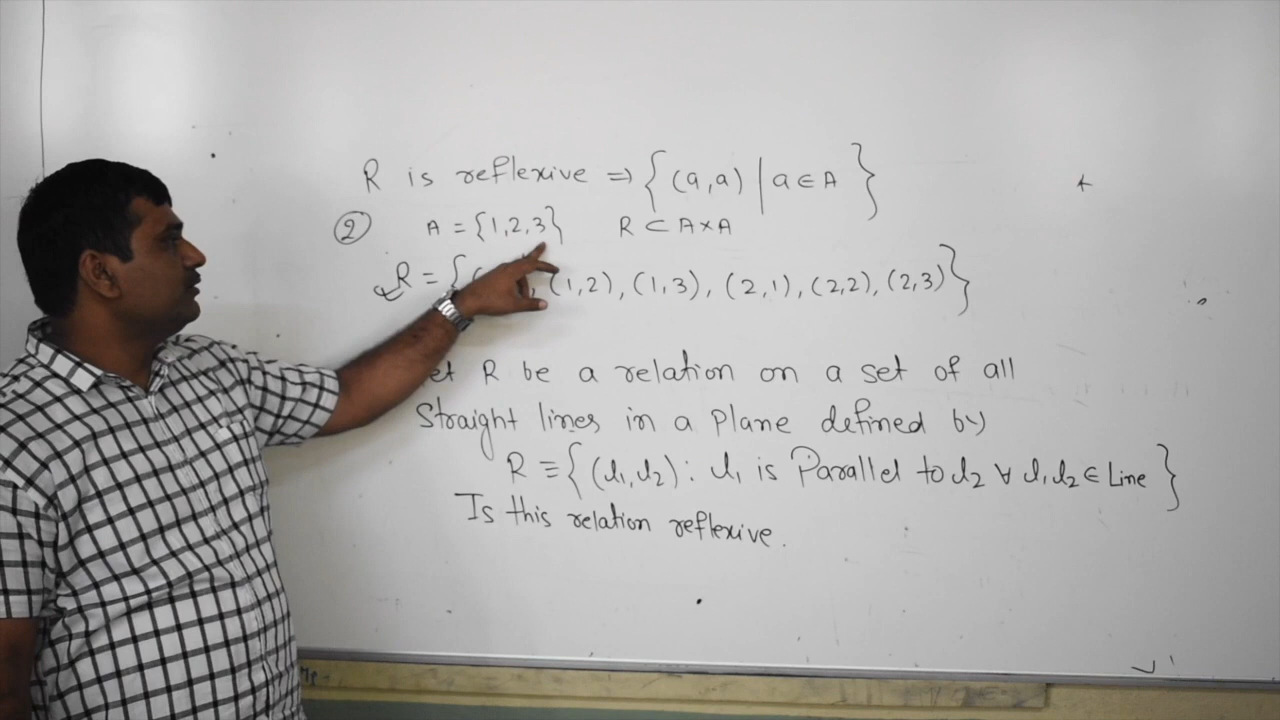 R is reflexive ⇒ {(a,a) | a ∈ A}
② A = {1,2,3} R ⊂ A×A
R = { (1,2), (1,3), (2,1), (2,2), (2,3)}
R be a relation on a set of all
Straight lines in a Plane defined by
R ≡ {(l₁,l₂) : l₁ is Parallel to l₂ ∀ l₁,l₂ ∈ Line}
Is this relation reflexive.